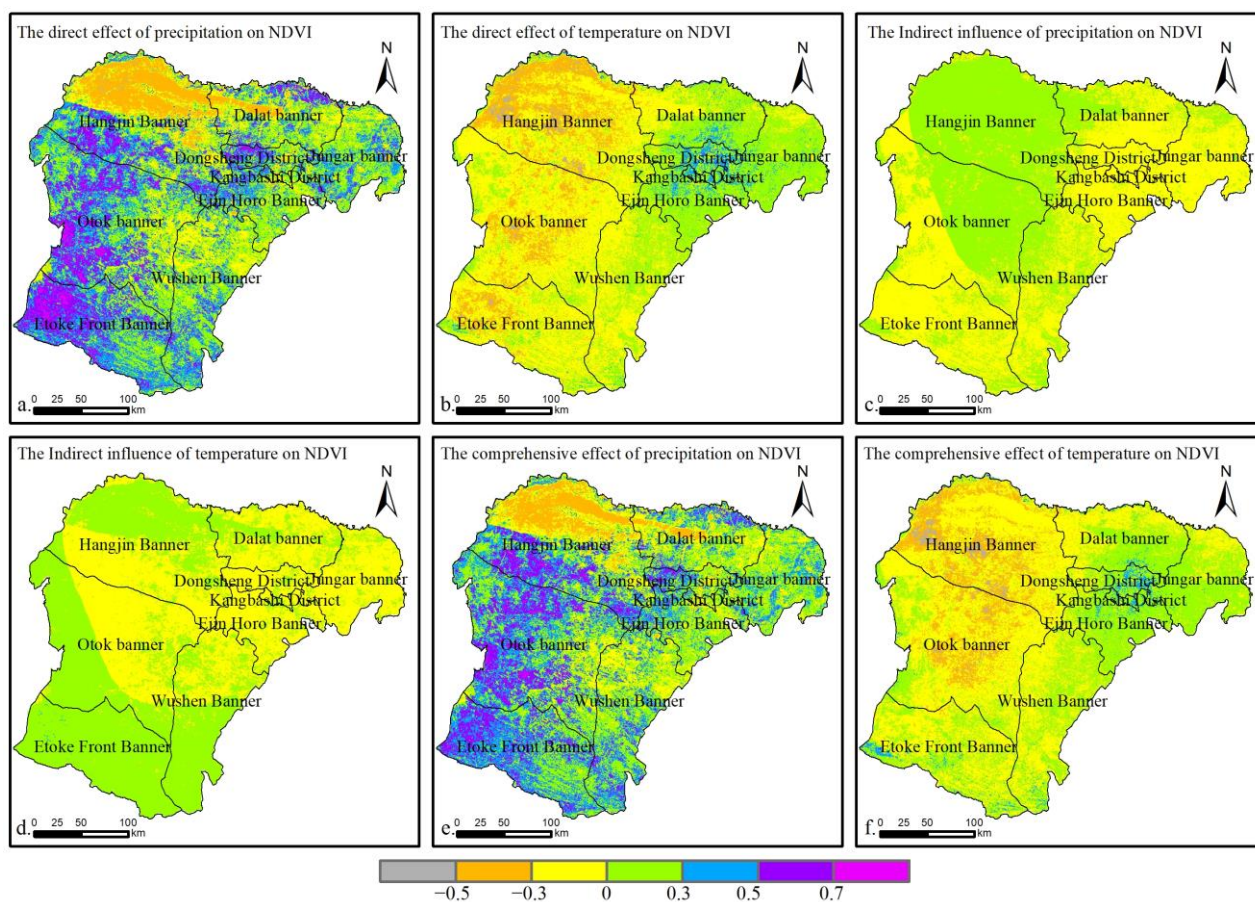 The direct effect of precipitation on NDVI
N
Hangjin Banner
Dalat banner
Dongsheng District
Jungar banner
Kangbashi District
Ejin Horo Banner
Otok banner
Wushen Banner
Etoke Front Banner
0 25 50 100
km
a.
The direct effect of temperature on NDVI
N
Hangjin Banner
Dalat banner
Dongsheng District
Jungar banner
Kangbashi District
Ejin Horo Banner
Otok banner
Wushen Banner
Etoke Front Banner
0 25 50 100
km
b.
The Indirect influence of precipitation on NDVI
N
Hangjin Banner
Dalat banner
Dongsheng District
Jungar banner
Kangbashi District
Ejin Horo Banner
Otok banner
Wushen Banner
Etoke Front Banner
0 25 50 100
km
c.
The Indirect influence of temperature on NDVI
N
Hangjin Banner
Dalat banner
Dongsheng District
Jungar banner
Kangbashi District
Ejin Horo Banner
Otok banner
Wushen Banner
Etoke Front Banner
0 25 50 100
km
d.
The comprehensive effect of precipitation on NDVI
N
Hangjin Banner
Dalat banner
Dongsheng District
Jungar banner
Kangbashi District
Ejin Horo Banner
Otok banner
Wushen Banner
Etoke Front Banner
0 25 50 100
km
e.
The comprehensive effect of temperature on NDVI
N
Hangjin Banner
Dalat banner
Dongsheng District
Jungar banner
Kangbashi District
Ejin Horo Banner
Otok banner
Wushen Banner
Etoke Front Banner
0 25 50 100
km
f.
−0.5 −0.3 0 0.3 0.5 0.7